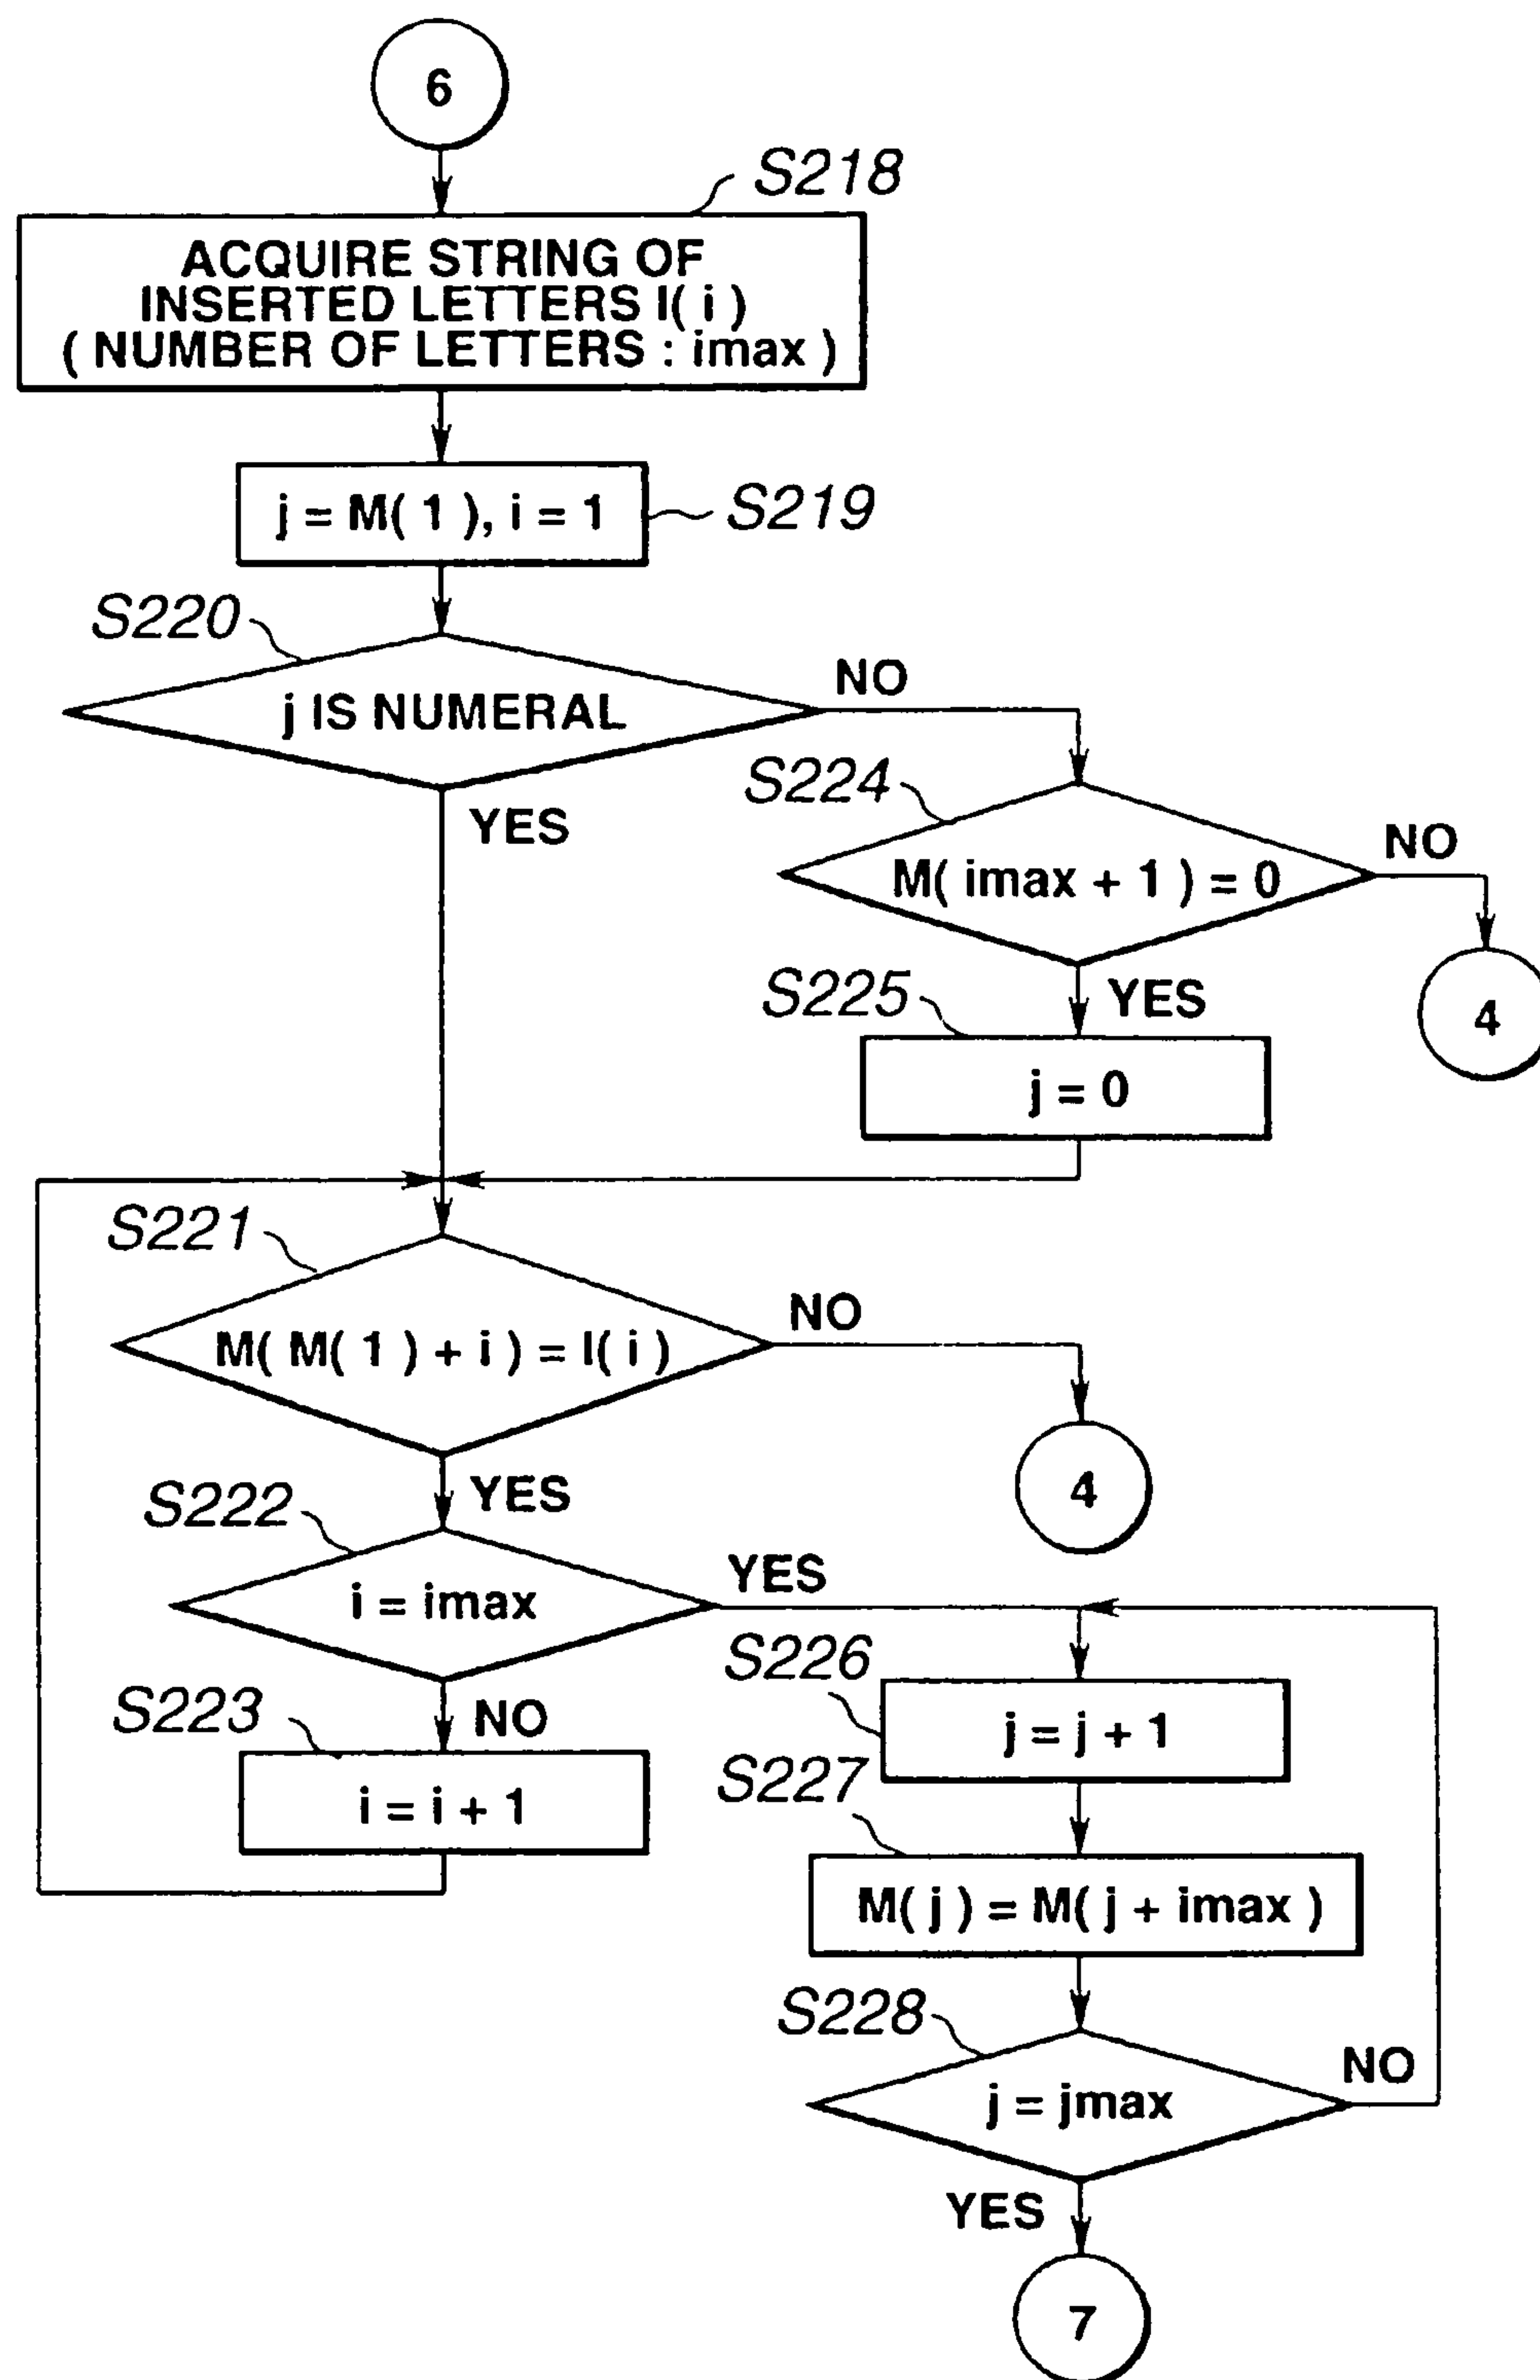 6
S218
ACQUIRE STRING OF
INSERTED LETTERS I( i )
( NUMBER OF LETTERS : imax )
j = M( 1 ), i = 1
S219
S220
j IS NUMERAL
NO
YES
S224
M( imax + 1 ) = 0
NO
4
S225
YES
j = 0
S221
M( M( 1 ) + i ) = I( i )
NO
4
YES
S222
i = imax
YES
NO
S223
i = i + 1
S226
j = j + 1
S227
M( j ) = M( j + imax )
S228
j = jmax
NO
YES
7